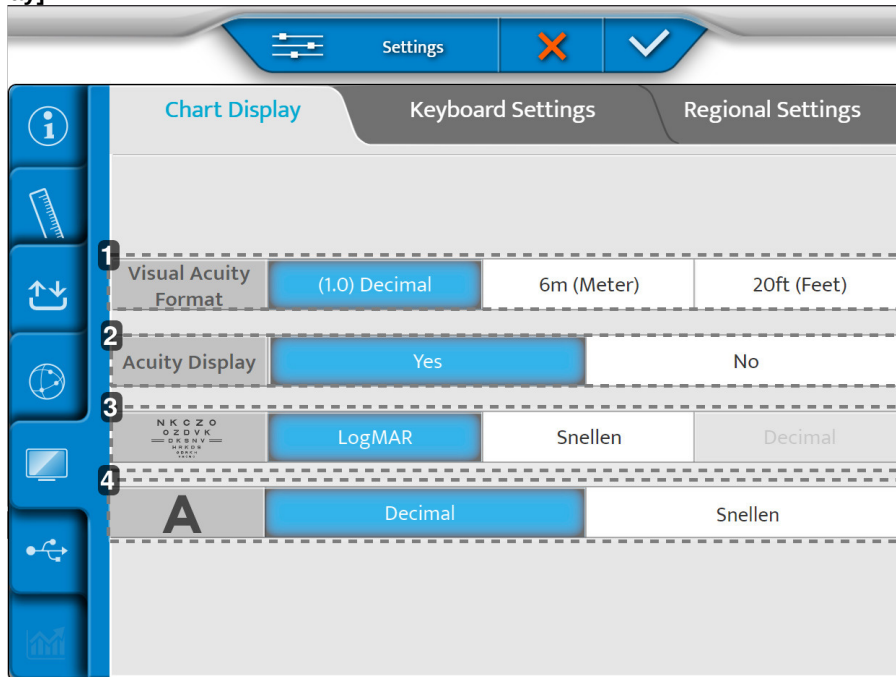 ay]
Settings
Chart Display Keyboard Settings Regional Settings
1
Visual Acuity Format (1.0) Decimal 6m (Meter) 20ft (Feet)
2
Acuity Display Yes No
3
N K C Z O
O Z D V K
D K S N V
H R K D S
LogMAR Snellen Decimal
4
A Decimal Snellen